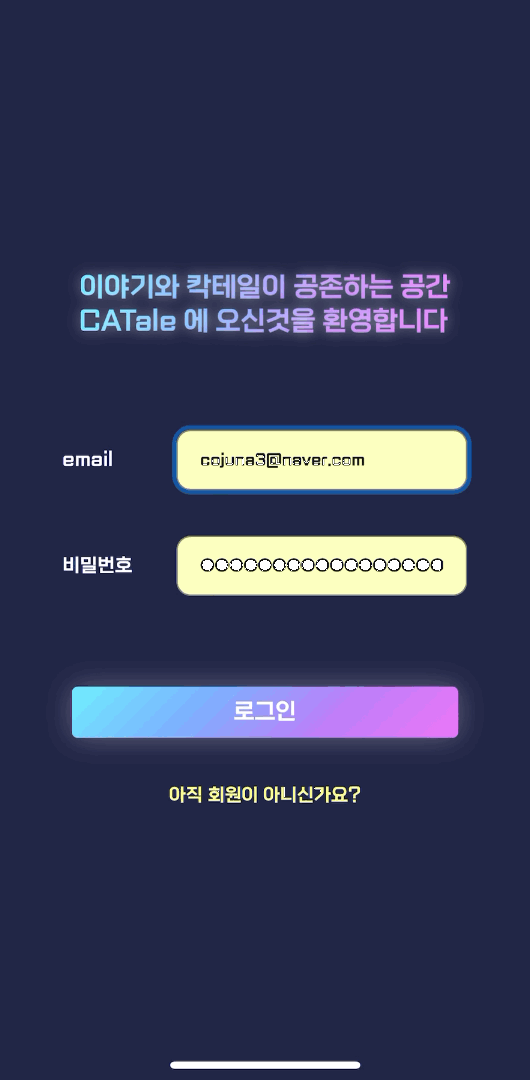 이야기와 칵테일이 공존하는 공간
CATale 에 오신것을 환영합니다
email
cojura3@naver.com
비밀번호
로그인
아직 회원이 아니신가요?